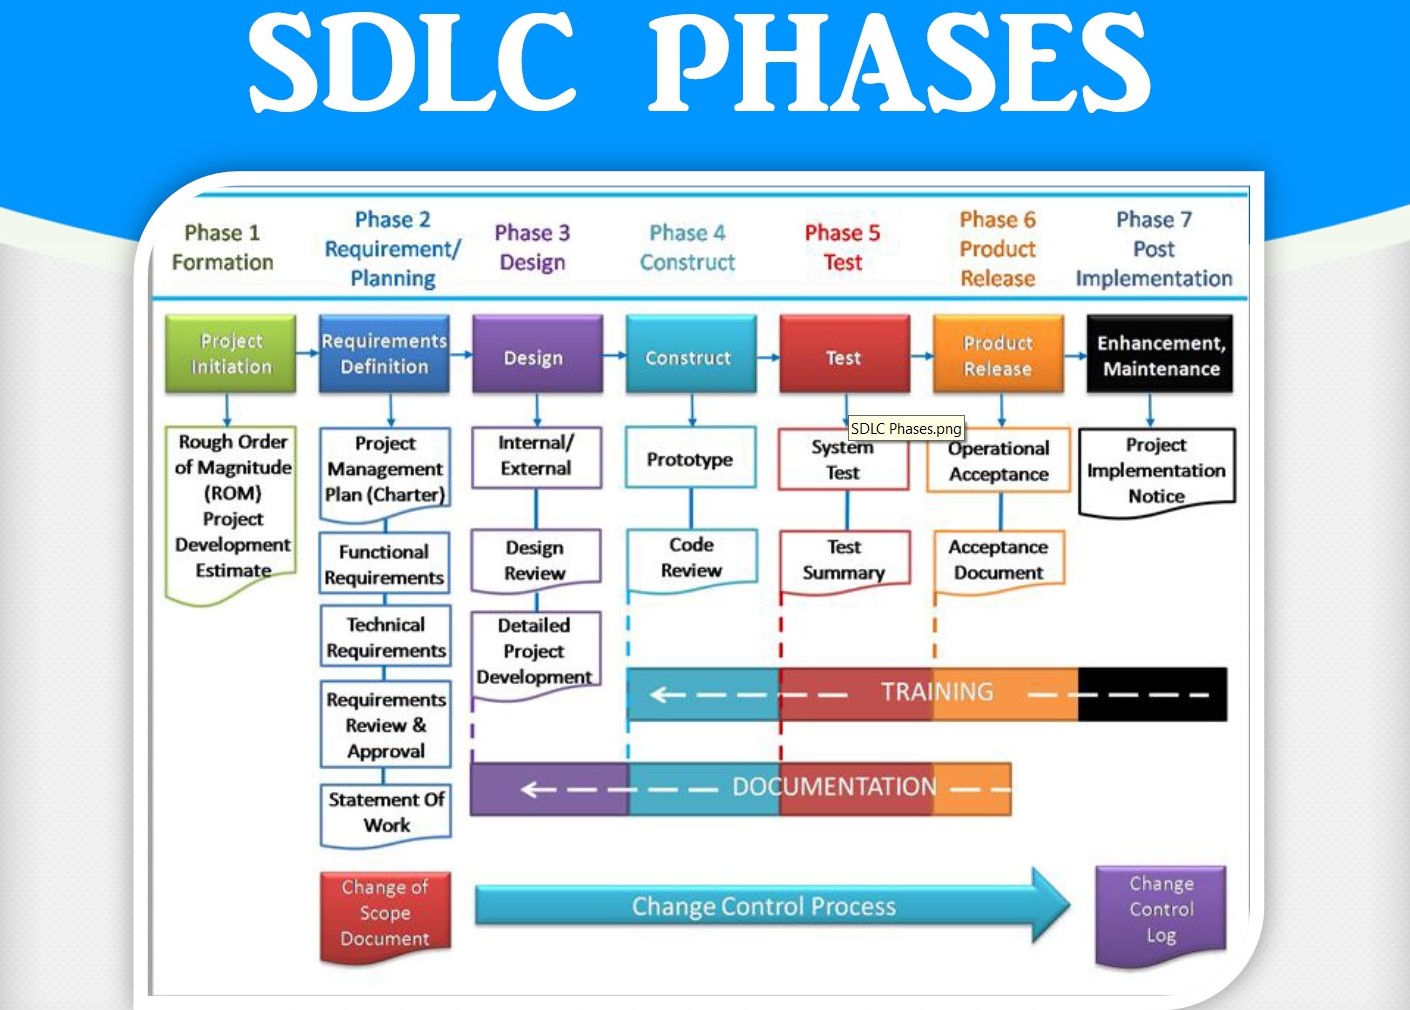 SDLC PHASES
Phase 1
Formation
Phase 2
Requirement/
Planning
Phase 3
Design
Phase 4
Construct
Phase 5
Test
Phase 6
Product
Release
Phase 7
Post
Implementation
Project
Initiation
Requirements
Definition
Design
Construct
Test
Product
Release
Enhancement,
Maintenance
Rough Order
of Magnitude
(ROM)
Project
Development
Estimate
Project
Management
Plan (Charter)
Functional
Requirements
Technical
Requirements
Requirements
Review &
Approval
Statement Of
Work
Internal/
External
Design
Review
Detailed
Project
Development
Prototype
Code
Review
SDLC Phases.png
System
Test
Test
Summary
Operational
Acceptance
Acceptance
Document
Project
Implementation
Notice
TRAINING
DOCUMENTATION
Change of
Scope
Document
Change Control Process
Change
Control
Log